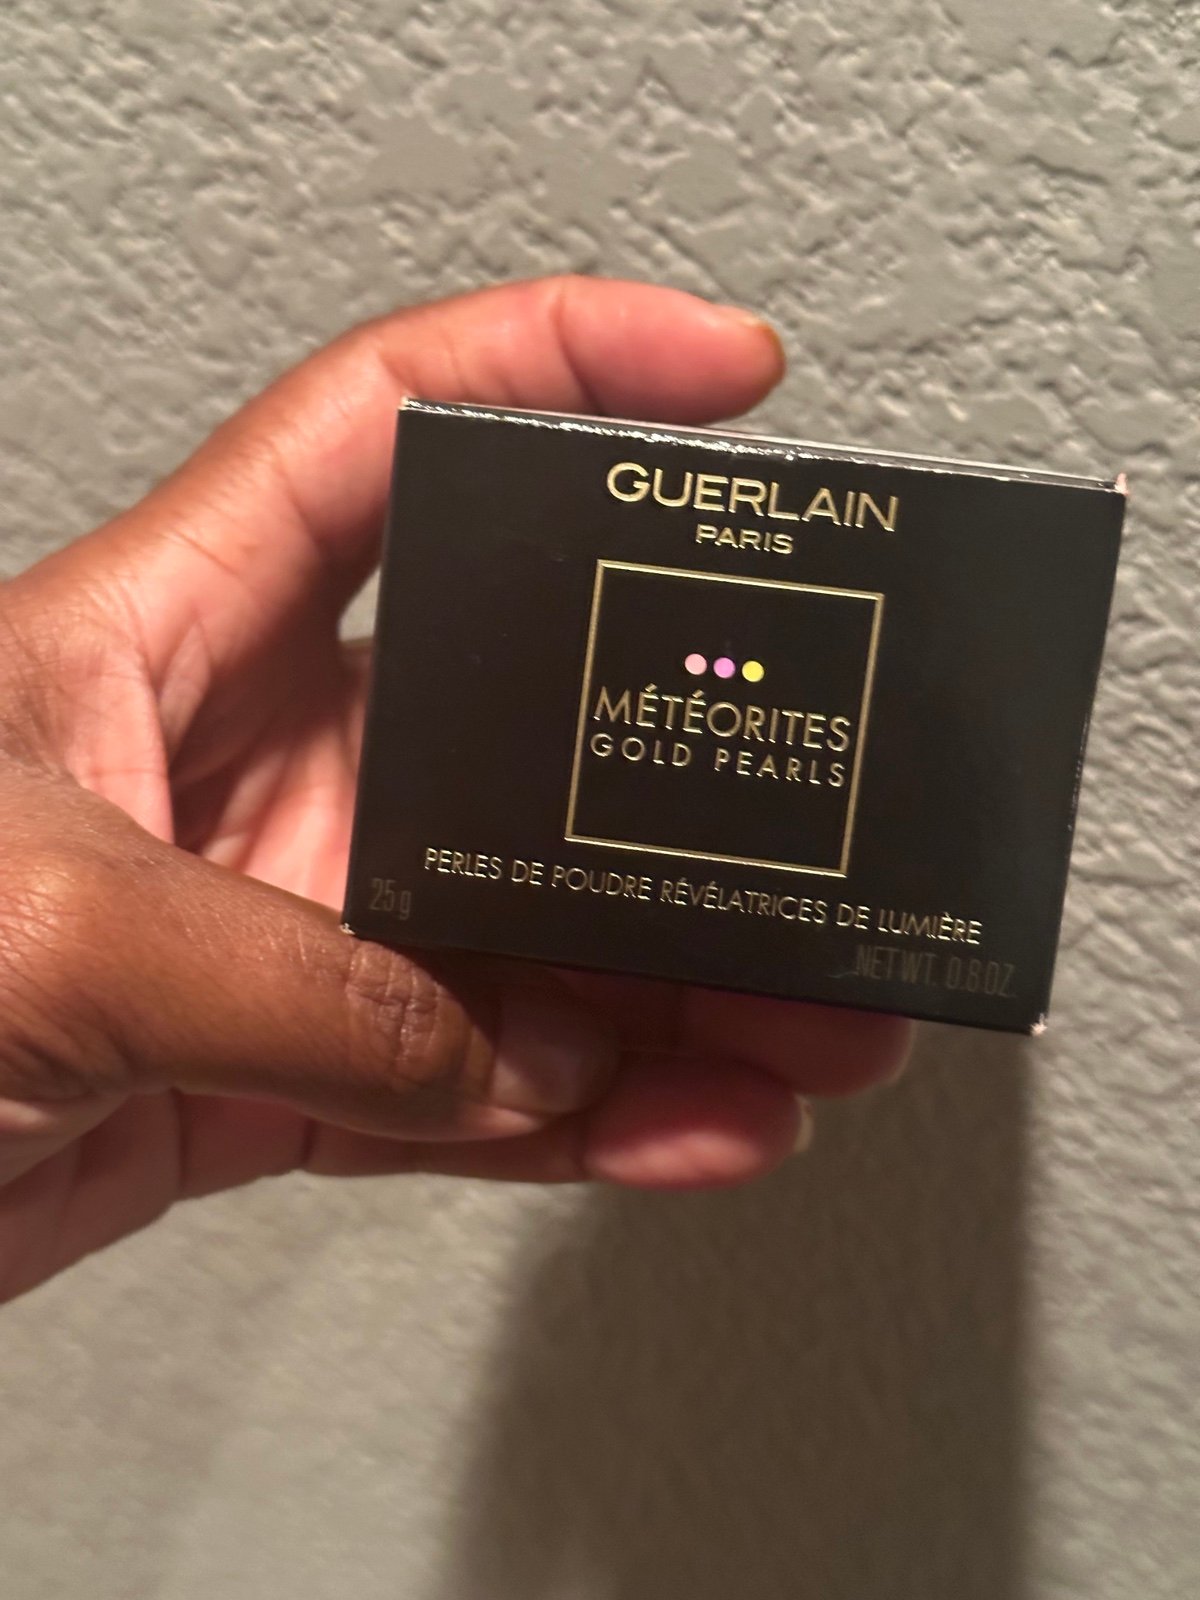 GUERLAIN
PARIS
MÉTÉORITES
GOLD PEARLS
PERLES DE POUDRE RÉVÉLATRICES DE LUMIÈRE
25 g
NET WT. 0.8 OZ.